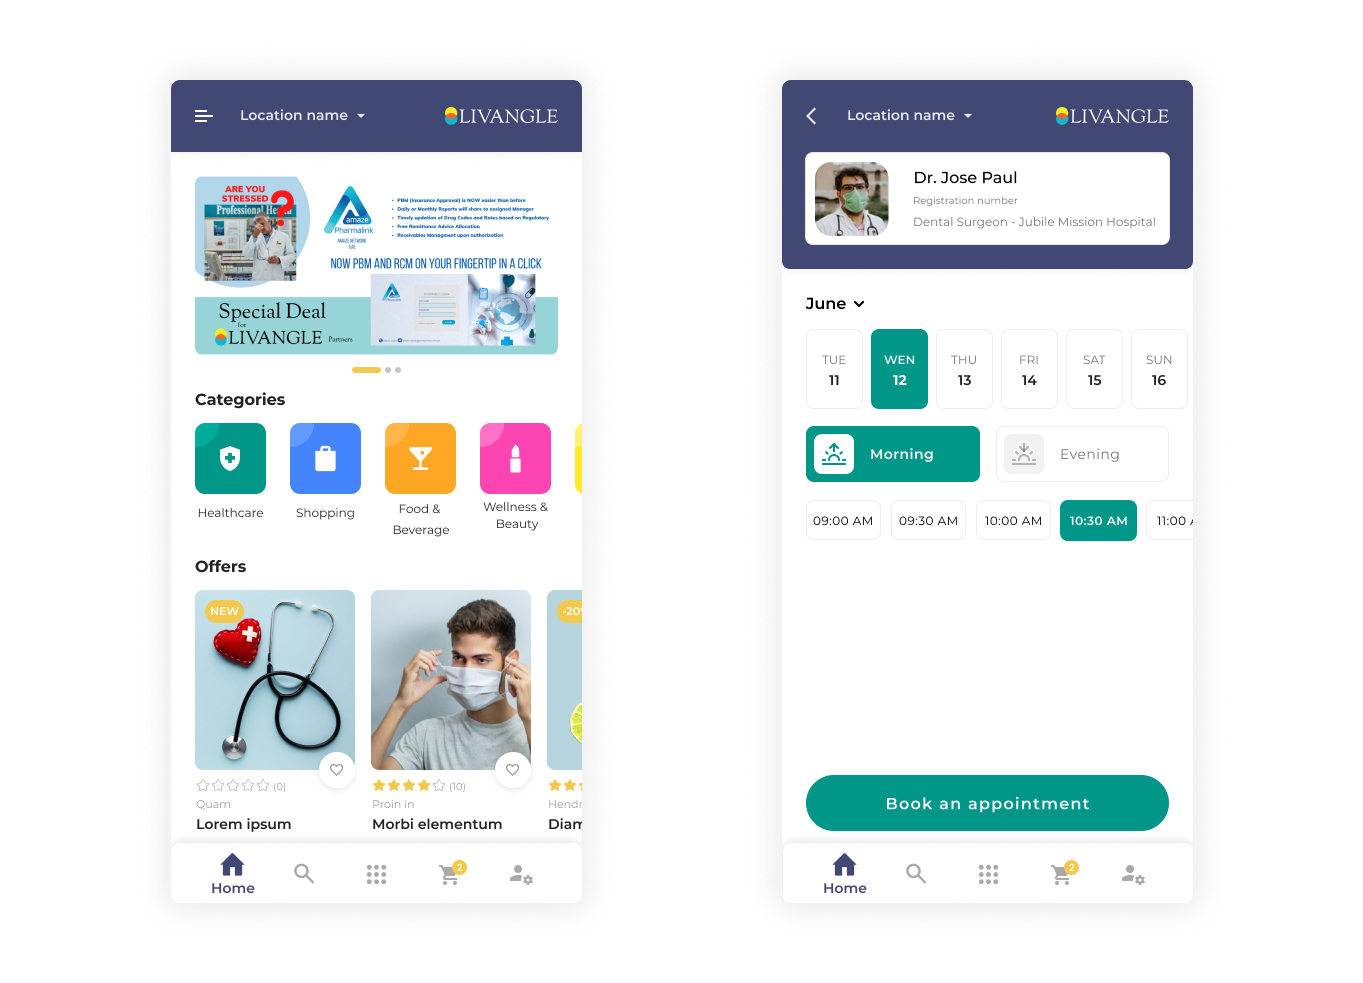 Location name
LIVANGLE
ARE YOU
STRESSED
?
Professional
amaze
Pharmalink
AMAZE NETWORK
UAE
• PBM (Insurance Approval) is NOW easier than before
• Daily or Monthly Reports will share to assigned Manager
• Timely updation of Drug Codes and Rates based on Regulatory
• Free Remittance Advice Allocation
• Receivables Managment upon authorization
NOW PBM AND RCM ON YOUR FINGERTIP IN A CLICK
Special Deal
for
LIVANGLE Partners
Pharmalink
Categories
Healthcare
Shopping
Food &
Beverage
Wellness &
Beauty
Offers
NEW
-20
(0)
(10)
Quam
Proin in
Hend
Lorem ipsum
Morbi elementum
Diam
2
Home
Location name
LIVANGLE
Dr. Jose Paul
Registration number
Dental Surgeon - Jubile Mission Hospital
June
TUE
11
WEN
12
THU
13
FRI
14
SAT
15
SUN
16
Morning
Evening
09:00 AM
09:30 AM
10:00 AM
10:30 AM
11:00
Book an appointment
2
Home